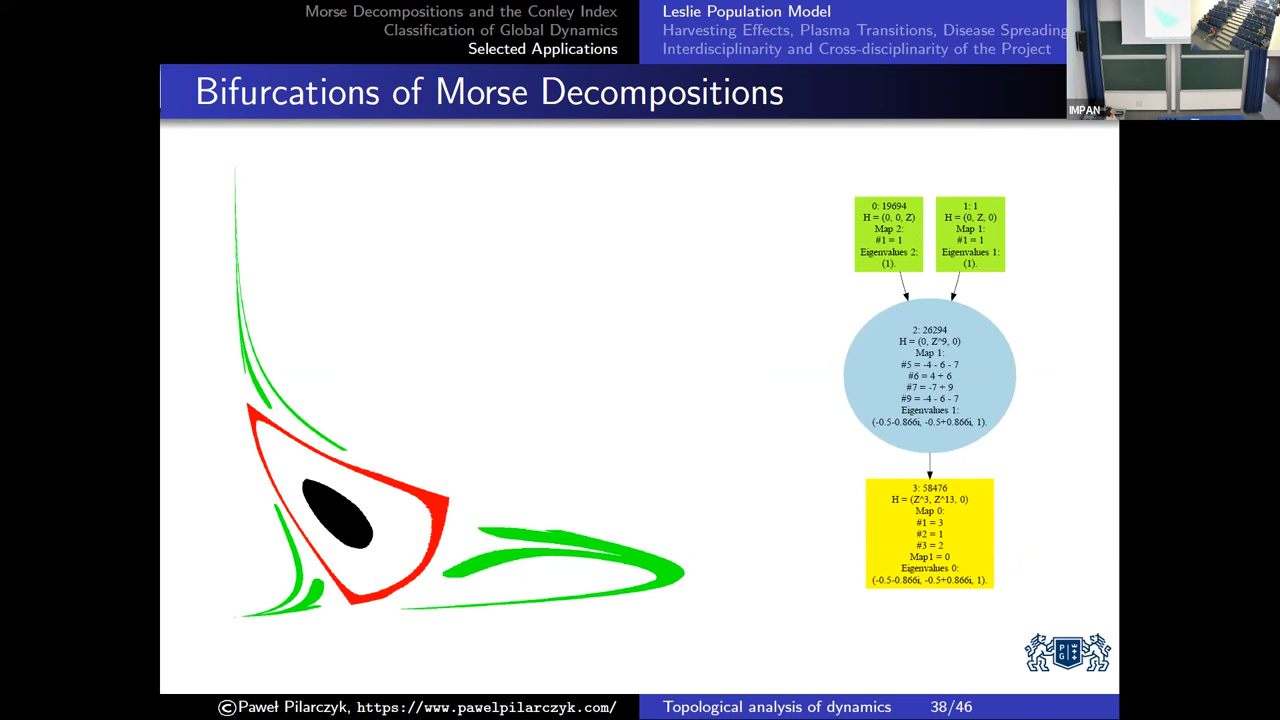 Morse Decompositions and the Conley Index
Classification of Global Dynamics
Selected Applications
Leslie Population Model
Harvesting Effects, Plasma Transitions, Disease Spreading
Interdisciplinarity and Cross-disciplinarity of the Project
IMPAN
Bifurcations of Morse Decompositions
0: 19694
H = (0, 0, Z)
Map 2:
#1 = 1
Eigenvalues 2:
(1).
1: 1
H = (0, Z, 0)
Map 1:
#1 = 1
Eigenvalues 1:
(1).
2: 26294
H = (0, Z^9, 0)
Map 1:
#5 = -4 - 6 - 7
#6 = 4 + 6
#7 = -7 + 9
#9 = -4 - 6 - 7
Eigenvalues 1:
(-0.5-0.866i, -0.5+0.866i, 1).
3: 58476
H = (Z^3, Z^13, 0)
Map 0:
#1 = 3
#2 = 1
#3 = 2
Map1 = 0
Eigenvalues 0:
(-0.5-0.866i, -0.5+0.866i, 1).
P G
©Paweł Pilarczyk, https://www.pawelpilarczyk.com/
Topological analysis of dynamics
38/46